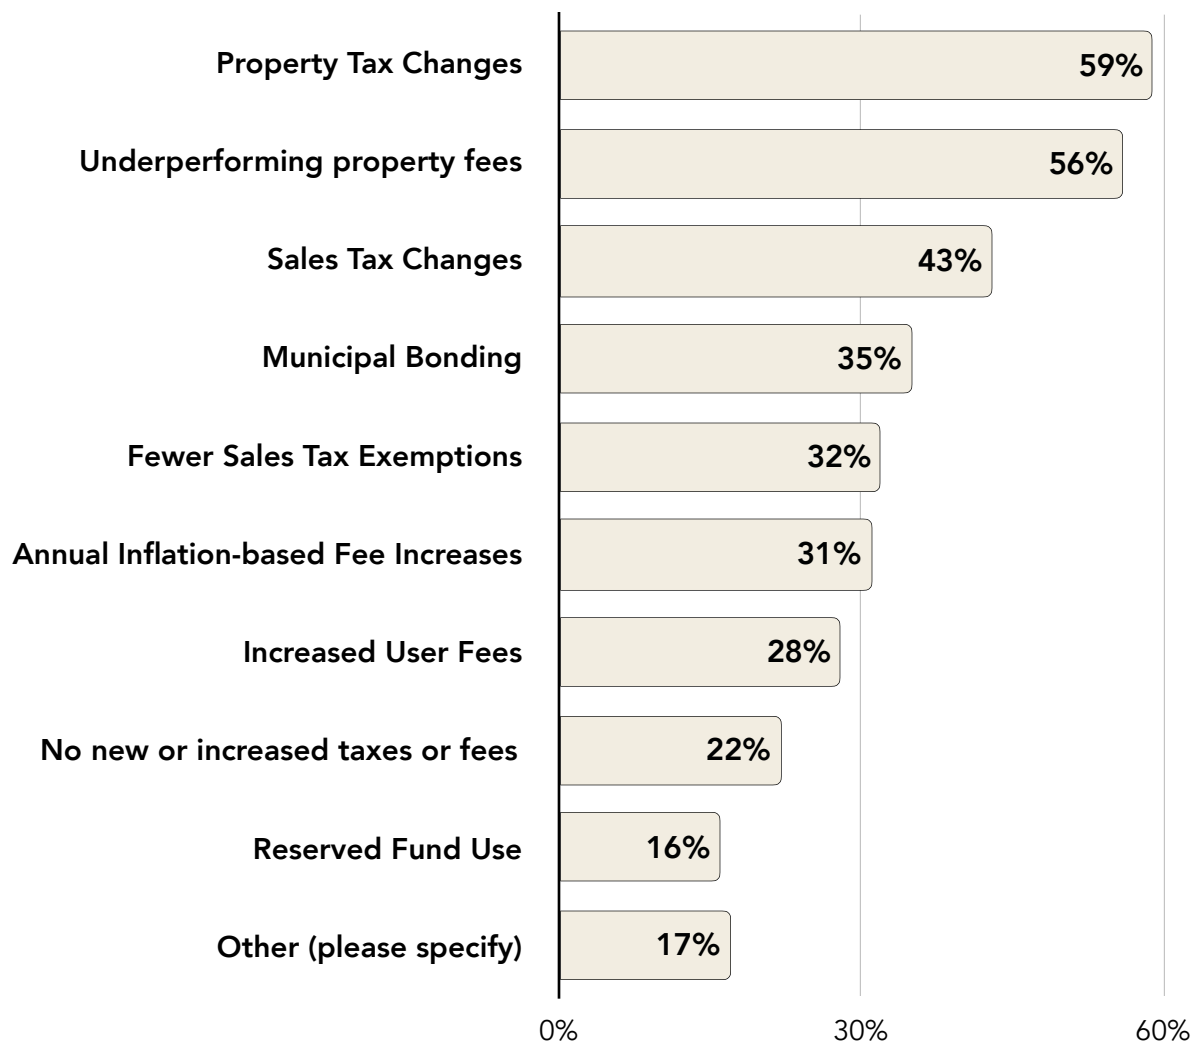 Property Tax Changes 59%
Underperforming property fees 56%
Sales Tax Changes 43%
Municipal Bonding 35%
Fewer Sales Tax Exemptions 32%
Annual Inflation-based Fee Increases 31%
Increased User Fees 28%
No new or increased taxes or fees 22%
Reserved Fund Use 16%
Other (please specify) 17%
0% 30% 60%